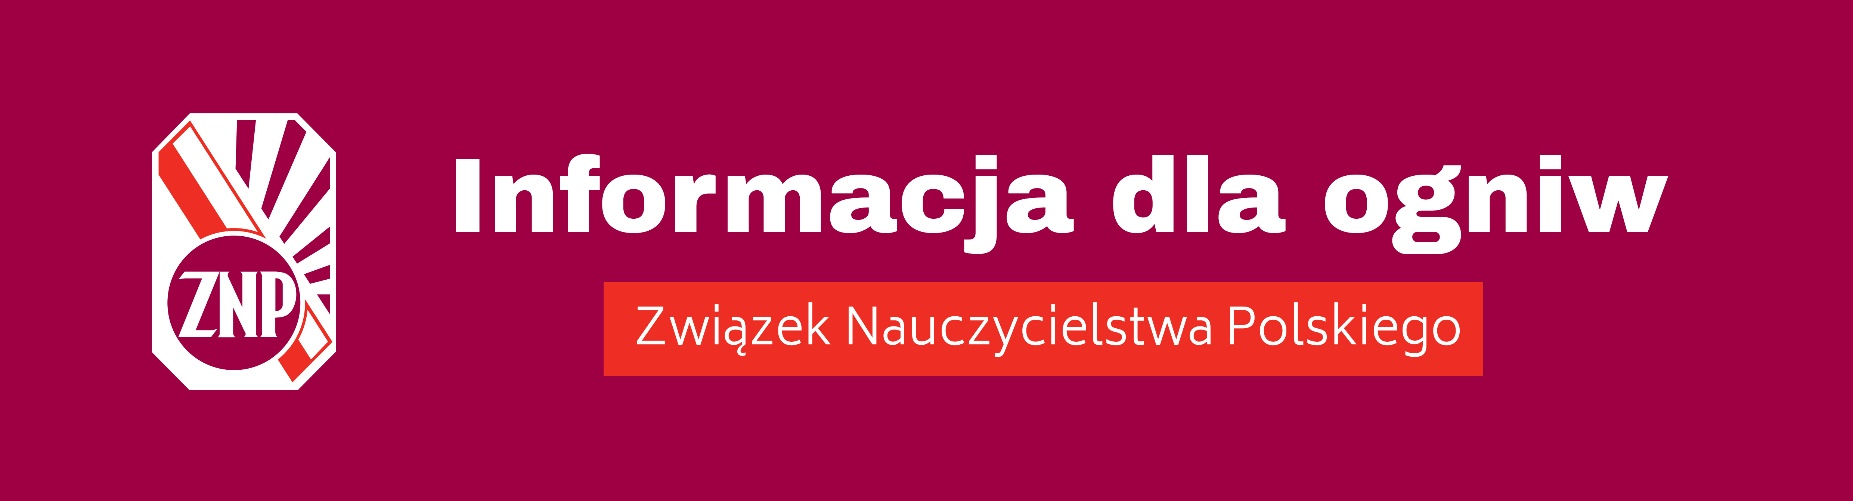 ZNP
Informacja dla ogniw
Związek Nauczycielstwa Polskiego